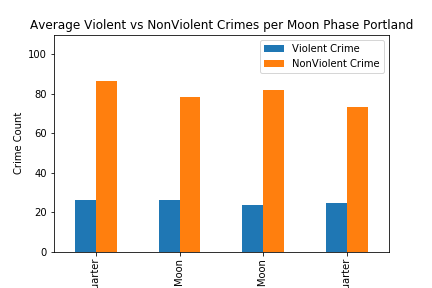 Average Violent vs NonViolent Crimes per Moon Phase Portland
Violent Crime
NonViolent Crime
Crime Count
100
80
60
40
20
0
uarter
Moon
Moon
uarter